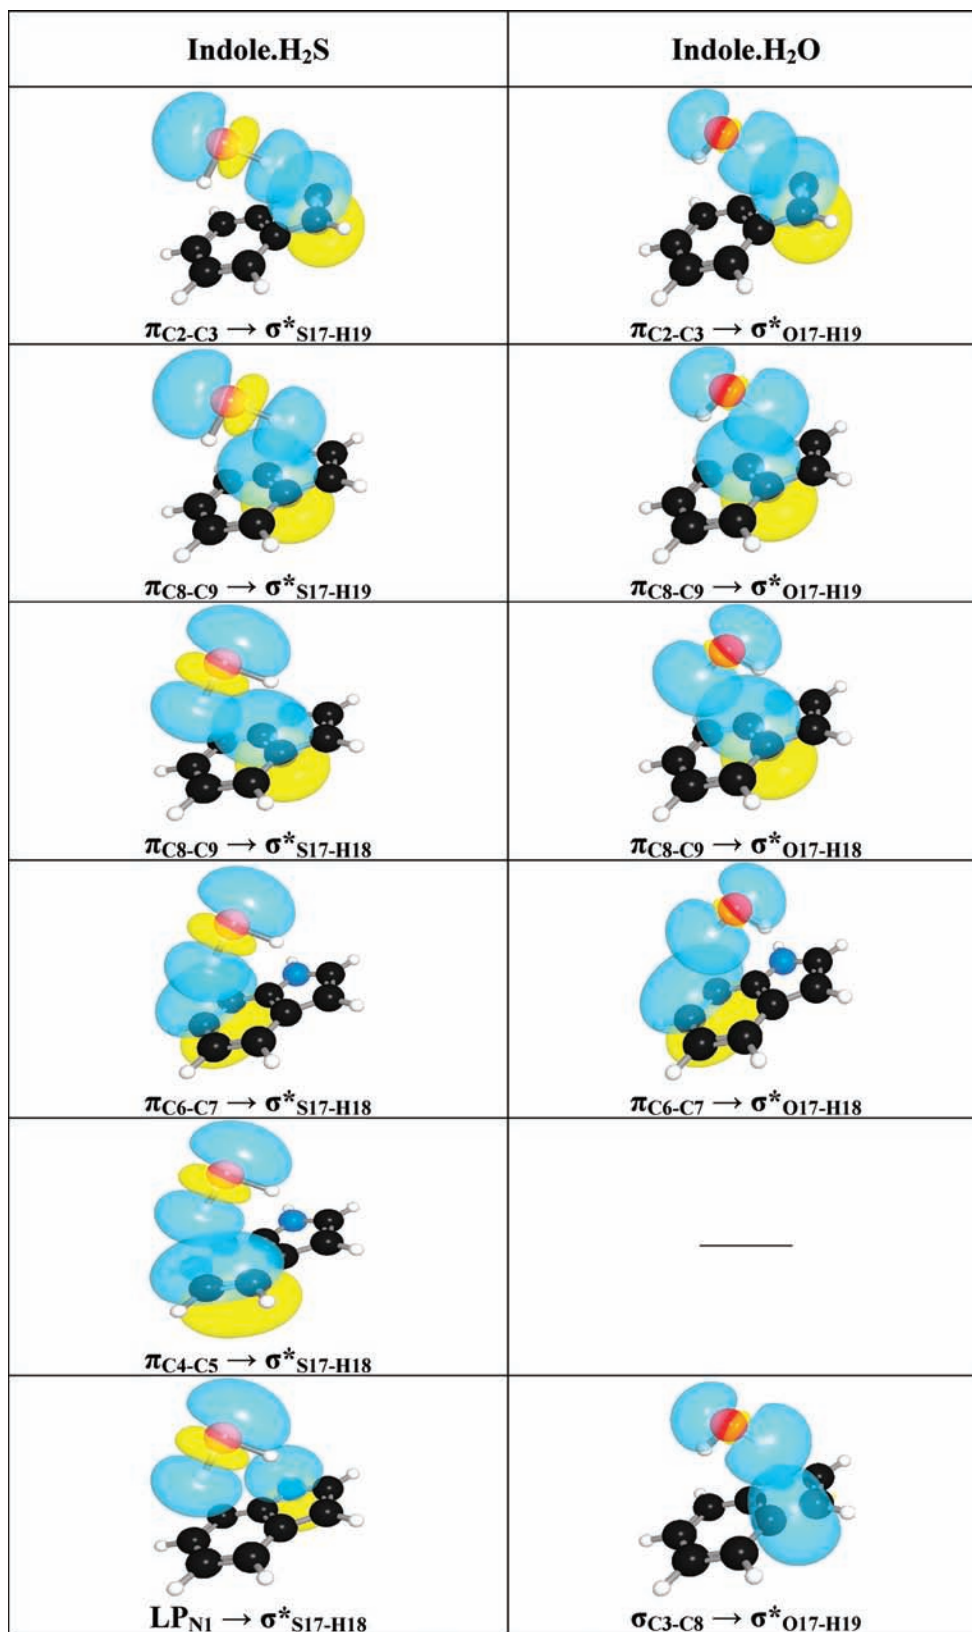 Indole.H₂S Indole.H₂O
πC2-C3 → σ*S17-H19 πC2-C3 → σ*O17-H19
πC8-C9 → σ*S17-H19 πC8-C9 → σ*O17-H19
πC8-C9 → σ*S17-H18 πC8-C9 → σ*O17-H18
πC6-C7 → σ*S17-H18 πC6-C7 → σ*O17-H18
πC4-C5 → σ*S17-H18
LPN1 → σ*S17-H18 σC3-C8 → σ*O17-H19